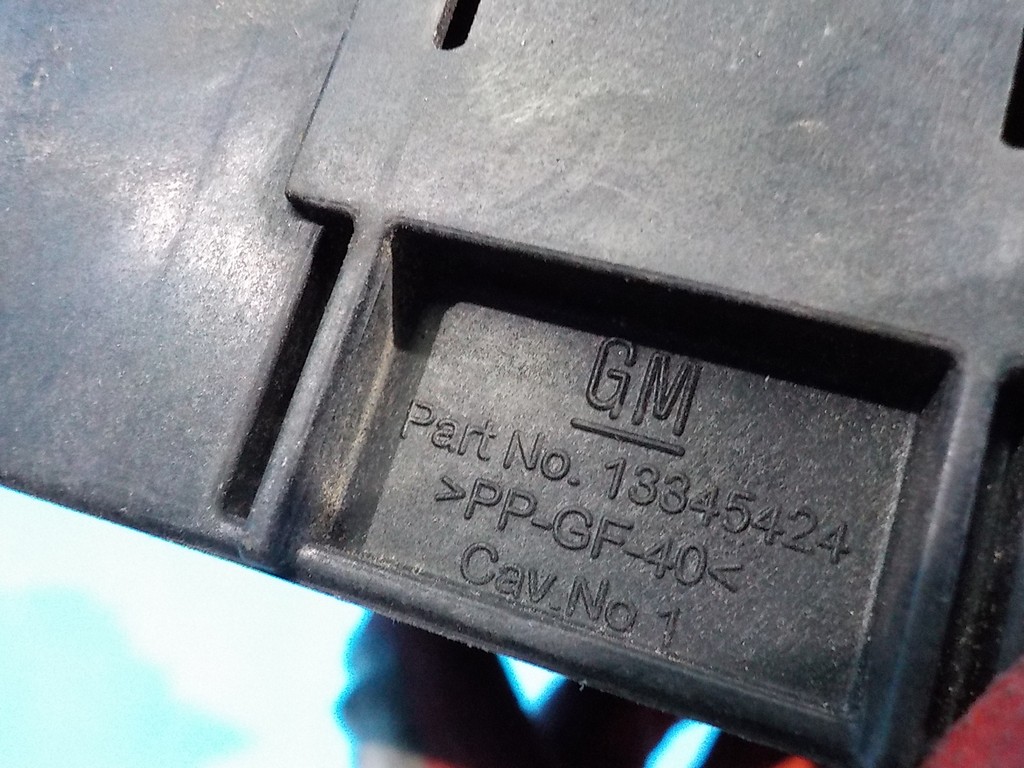 GM
Part No. 13345424
>PP-GF-40<
Cav.No 1